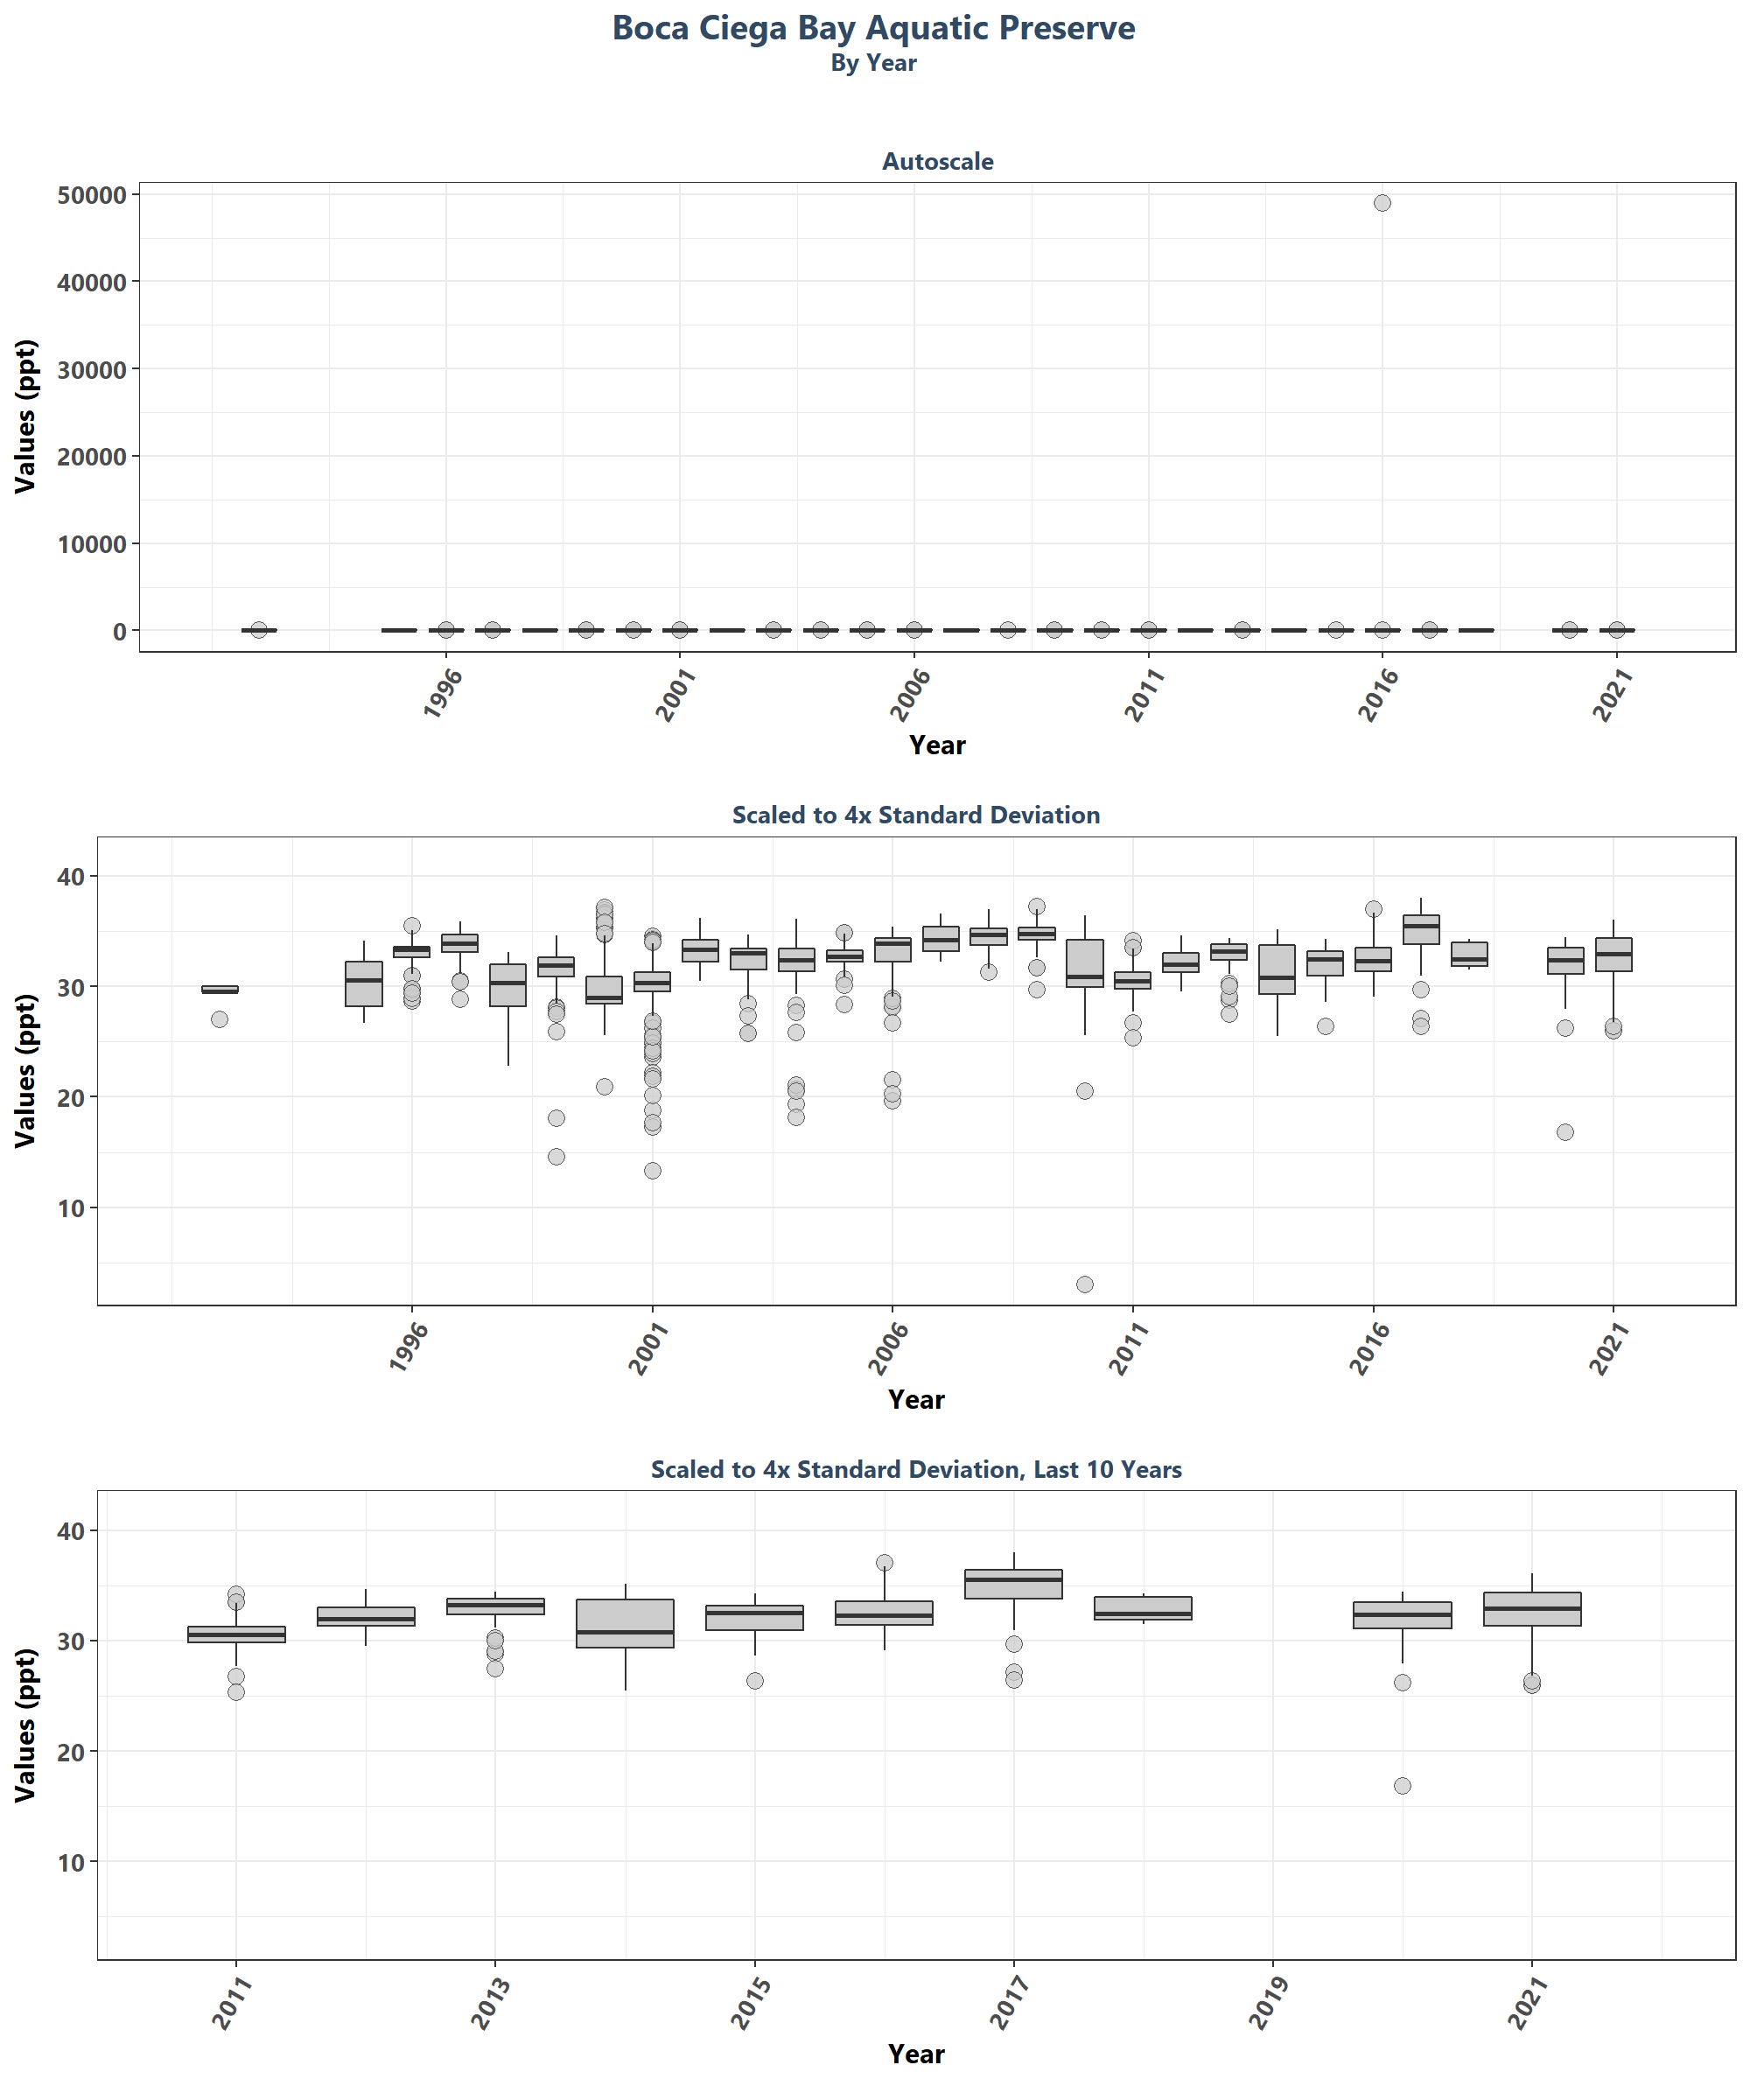 Boca Ciega Bay Aquatic Preserve
By Year
Autoscale
Values (ppt)
50000
40000
30000
20000
10000
0
1996 2001 2006 2011 2016 2021
Year
Scaled to 4x Standard Deviation
Values (ppt)
40
30
20
10
1996 2001 2006 2011 2016 2021
Year
Scaled to 4x Standard Deviation, Last 10 Years
Values (ppt)
40
30
20
10
2011 2013 2015 2017 2019 2021
Year